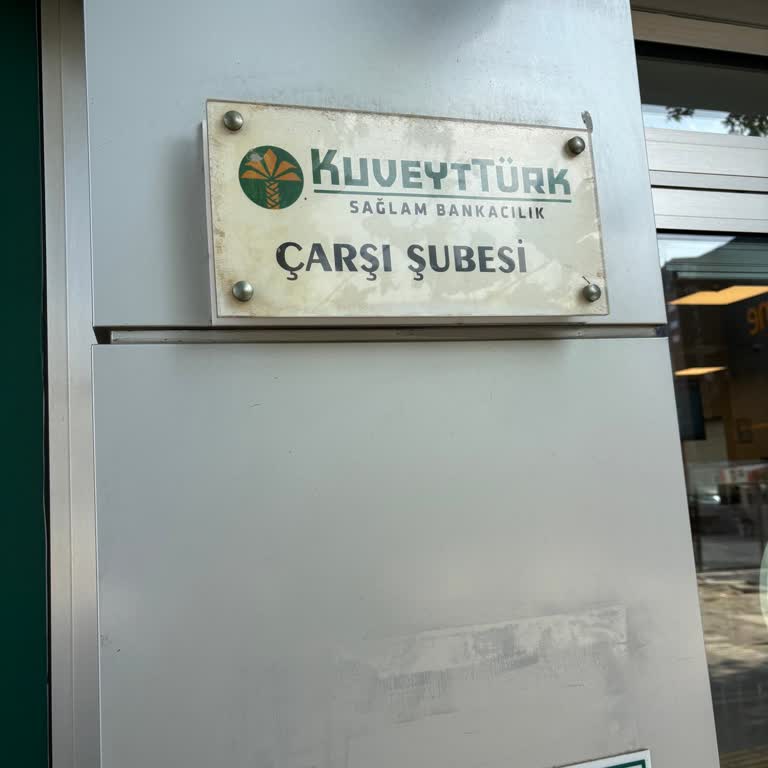 KUVEYTTÜRK
SAĞLAM BANKACILIK
ÇARŞI ŞUBESİ